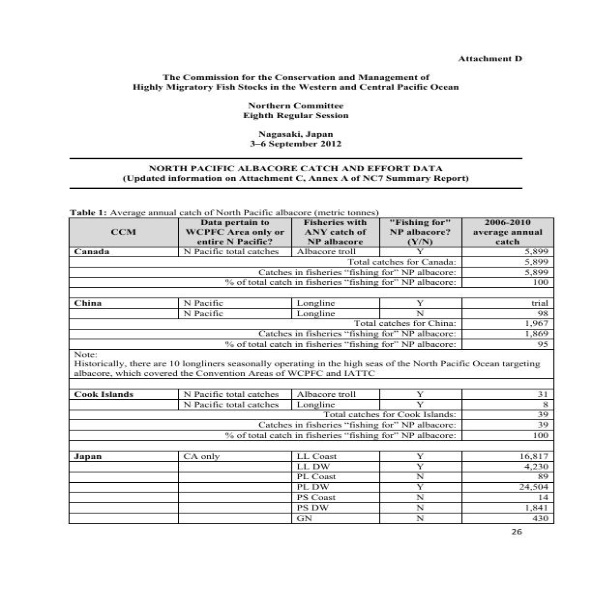 Attachment D
The Commission for the Conservation and Management of
Highly Migratory Fish Stocks in the Western and Central Pacific Ocean
Northern Committee
Eighth Regular Session
Nagasaki, Japan
3–6 September 2012
NORTH PACIFIC ALBACORE CATCH AND EFFORT DATA
(Updated information on Attachment C, Annex A of NC7 Summary Report)
Table 1: Average annual catch of North Pacific albacore (metric tonnes)
CCM Data pertain to WCPFC Area only or entire N Pacific? Fisheries with ANY catch of NP albacore "Fishing for" NP albacore? (Y/N) 2006-2010 average annual catch
Canada N Pacific total catches Albacore troll Y 5,899
Total catches for Canada: 5,899
Catches in fisheries “fishing for” NP albacore: 5,899
% of total catch in fisheries “fishing for” NP albacore: 100
China N Pacific Longline Y trial
N Pacific Longline N 98
Total catches for China: 1,967
Catches in fisheries “fishing for” NP albacore: 1,869
% of total catch in fisheries “fishing for” NP albacore: 95
Note:
Historically, there are 10 longliners seasonally operating in the high seas of the North Pacific Ocean targeting
albacore, which covered the Convention Areas of WCPFC and IATTC
Cook Islands N Pacific total catches Albacore troll Y 31
N Pacific total catches Longline Y 8
Total catches for Cook Islands: 39
Catches in fisheries “fishing for” NP albacore: 39
% of total catch in fisheries “fishing for” NP albacore: 100
Japan CA only LL Coast Y 16,817
LL DW Y 4,230
PL Coast N 89
PL DW Y 24,504
PS Coast N 14
PS DW N 1,841
GN N 430
26